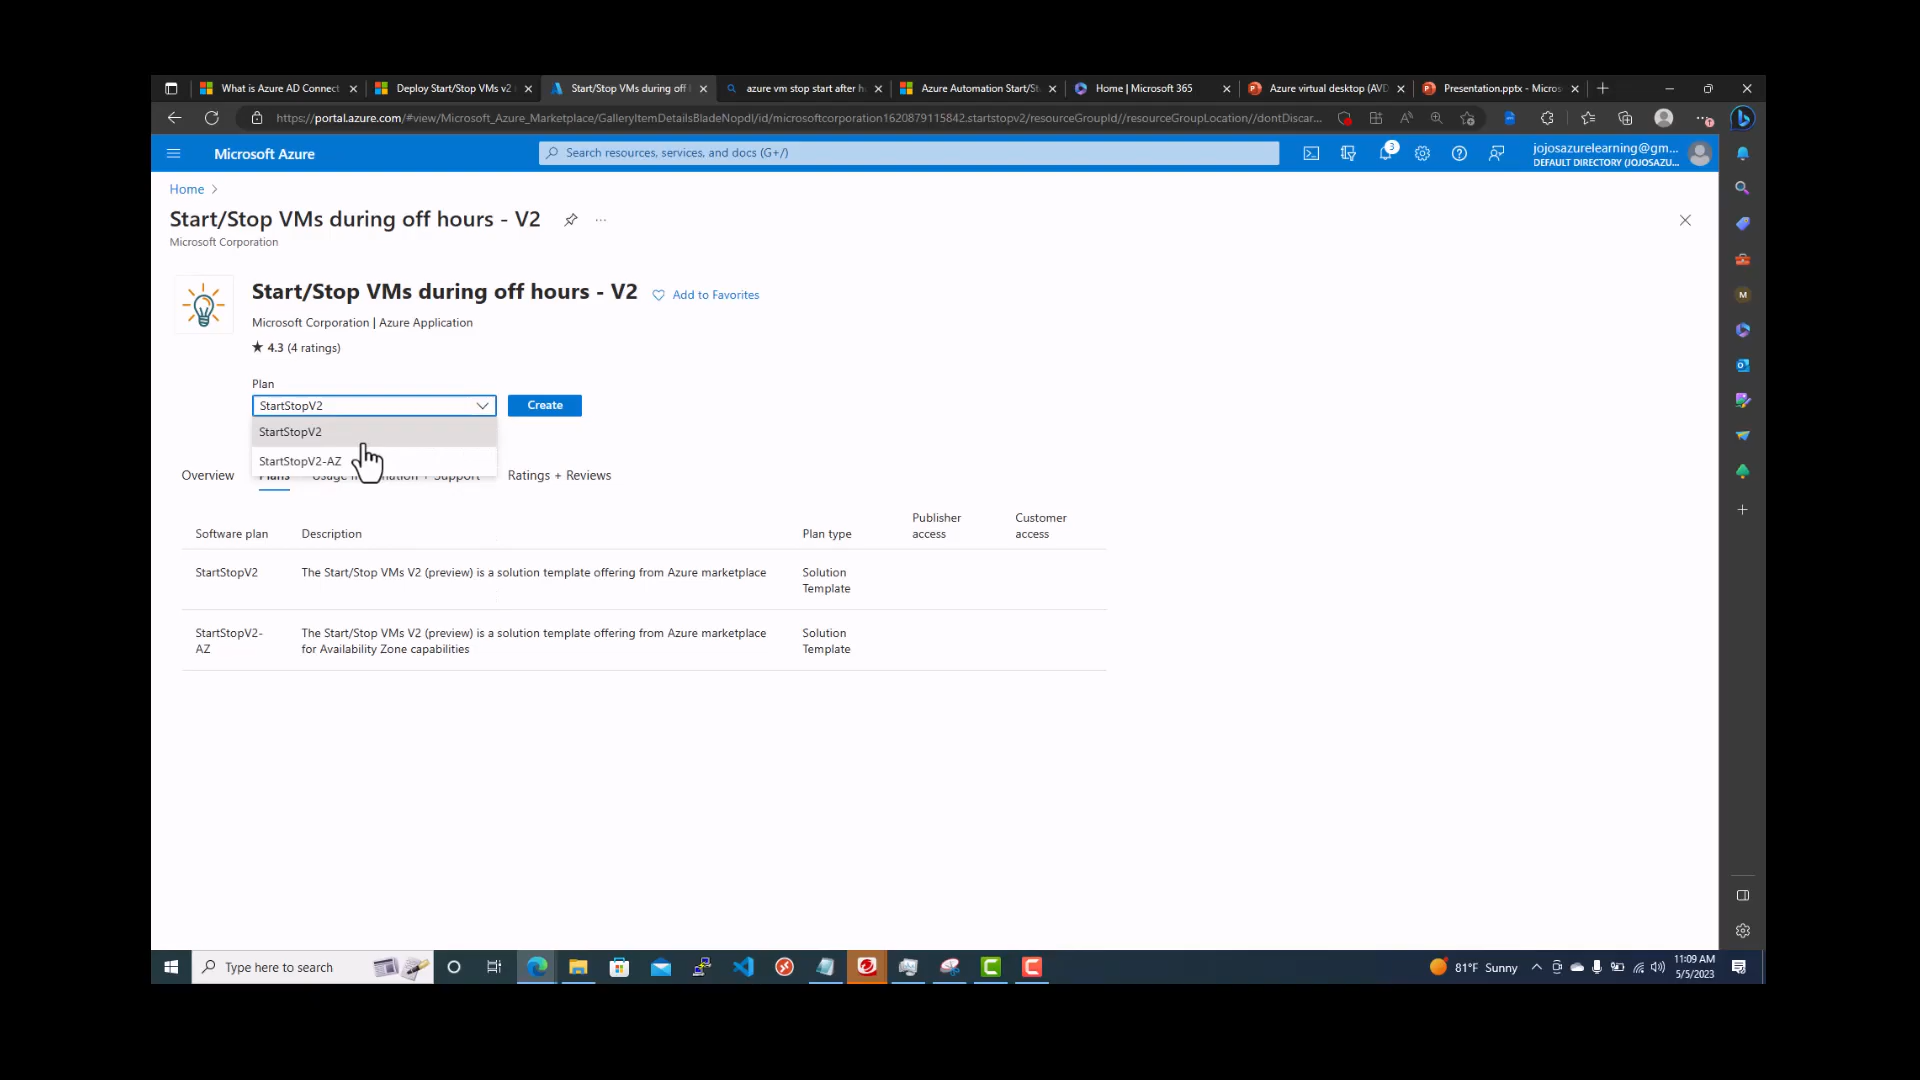 What is Azure AD Connect
Deploy Start/Stop VMs v2
Start/Stop VMs during off
azure vm stop start after h
Azure Automation Start/St
Home | Microsoft 365
Azure virtual desktop (AVD
Presentation.pptx - Micros
https://portal.azure.com/#view/Microsoft_Azure_Marketplace/GalleryItemDetailsBladeNopdl/id/microsoftcorporation1620879115842.startstopv2/resourceGroupId//resourceGroupLocation//dontDiscar...
Microsoft Azure
Search resources, services, and docs (G+/)
3
jojosazurelearning@gm...
DEFAULT DIRECTORY (JOJOSAZU...
Home
Start/Stop VMs during off hours - V2
...
Microsoft Corporation
Start/Stop VMs during off hours - V2
Add to Favorites
Microsoft Corporation | Azure Application
★ 4.3 (4 ratings)
Plan
StartStopV2
Create
StartStopV2
StartStopV2-AZ
Overview
Plans
Usage Information + Support
Ratings + Reviews
Software plan
Description
Plan type
Publisher access
Customer access
StartStopV2
The Start/Stop VMs V2 (preview) is a solution template offering from Azure marketplace
Solution
Template
StartStopV2-
AZ
The Start/Stop VMs V2 (preview) is a solution template offering from Azure marketplace
for Availability Zone capabilities
Solution
Template
M
Type here to search
81°F Sunny
11:09 AM
5/5/2023